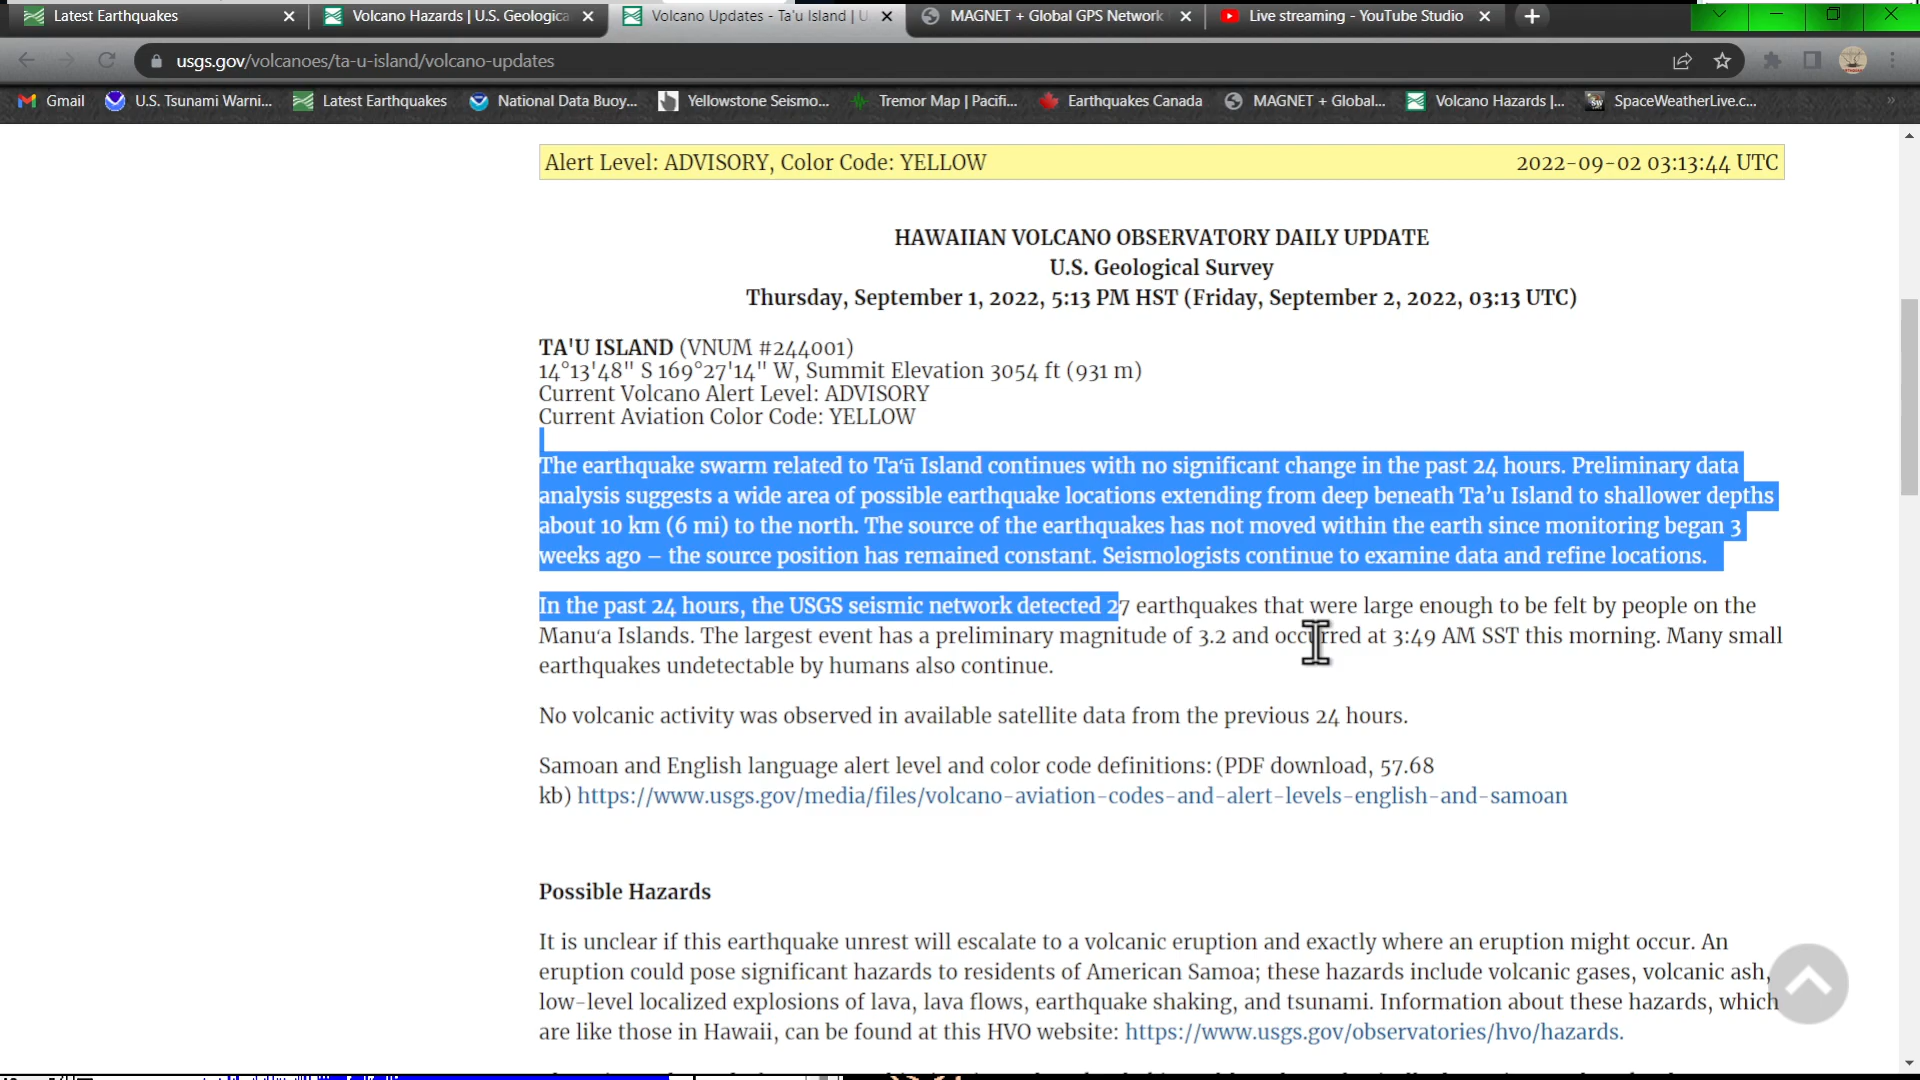 Latest Earthquakes
Volcano Hazards | U.S. Geologica
Volcano Updates - Ta'u Island | U
MAGNET + Global GPS Network
Live streaming - YouTube Studio
usgs.gov/volcanoes/ta-u-island/volcano-updates
Gmail
U.S. Tsunami Warni...
Latest Earthquakes
National Data Buoy...
Yellowstone Seismo...
Tremor Map | Pacifi...
Earthquakes Canada
MAGNET + Global...
Volcano Hazards |...
SpaceWeatherLive.c...
Alert Level: ADVISORY, Color Code: YELLOW 2022-09-02 03:13:44 UTC
HAWAIIAN VOLCANO OBSERVATORY DAILY UPDATE
U.S. Geological Survey
Thursday, September 1, 2022, 5:13 PM HST (Friday, September 2, 2022, 03:13 UTC)
TA'U ISLAND (VNUM #244001)
14°13'48" S 169°27'14" W, Summit Elevation 3054 ft (931 m)
Current Volcano Alert Level: ADVISORY
Current Aviation Color Code: YELLOW
The earthquake swarm related to Taʻū Island continues with no significant change in the past 24 hours. Preliminary data
analysis suggests a wide area of possible earthquake locations extending from deep beneath Ta’u Island to shallower depths
about 10 km (6 mi) to the north. The source of the earthquakes has not moved within the earth since monitoring began 3
weeks ago – the source position has remained constant. Seismologists continue to examine data and refine locations.
In the past 24 hours, the USGS seismic network detected 27 earthquakes that were large enough to be felt by people on the
Manuʻa Islands. The largest event has a preliminary magnitude of 3.2 and occurred at 3:49 AM SST this morning. Many small
earthquakes undetectable by humans also continue.
No volcanic activity was observed in available satellite data from the previous 24 hours.
Samoan and English language alert level and color code definitions: (PDF download, 57.68
kb) https://www.usgs.gov/media/files/volcano-aviation-codes-and-alert-levels-english-and-samoan
Possible Hazards
It is unclear if this earthquake unrest will escalate to a volcanic eruption and exactly where an eruption might occur. An
eruption could pose significant hazards to residents of American Samoa; these hazards include volcanic gases, volcanic ash,
low-level localized explosions of lava, lava flows, earthquake shaking, and tsunami. Information about these hazards, which
are like those in Hawaii, can be found at this HVO website: https://www.usgs.gov/observatories/hvo/hazards.